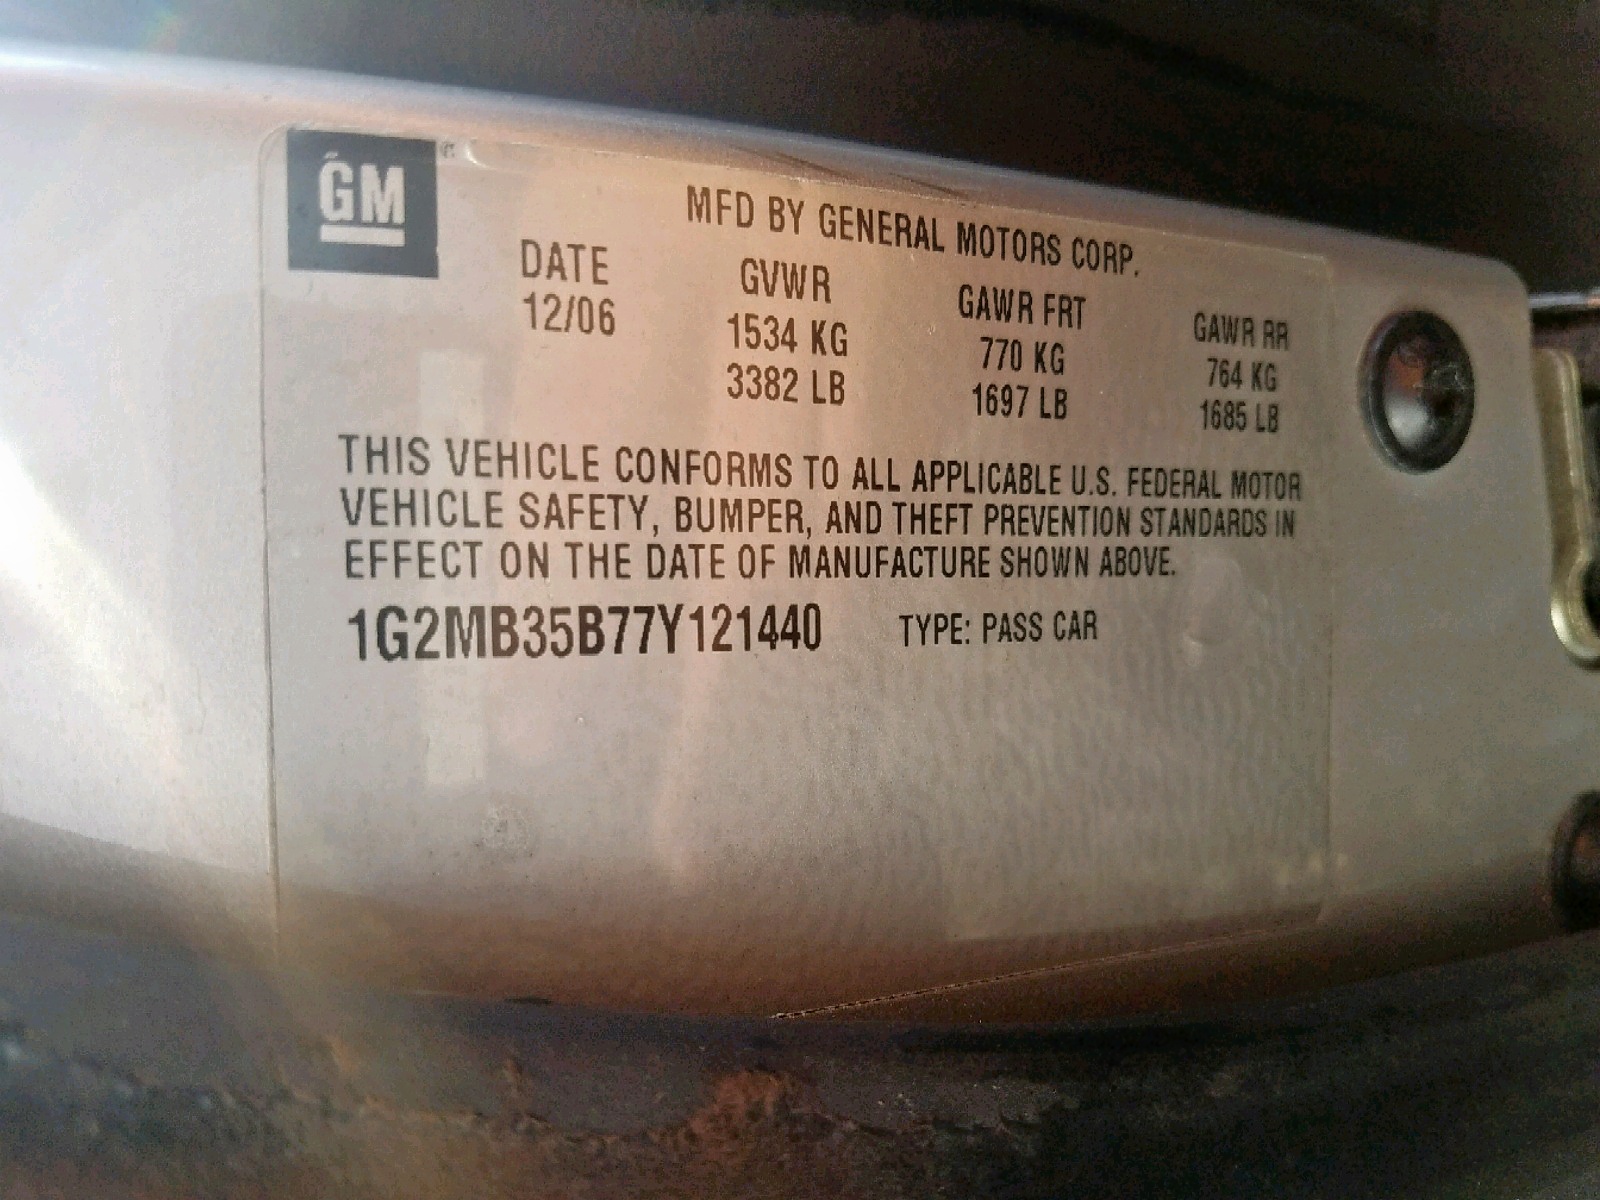 GM
MFD BY GENERAL MOTORS CORP.
DATE GVWR GAWR FRT GAWR RR
12/06 1534 KG 770 KG 764 KG
3382 LB 1697 LB 1685 LB
THIS VEHICLE CONFORMS TO ALL APPLICABLE U.S. FEDERAL MOTOR
VEHICLE SAFETY, BUMPER, AND THEFT PREVENTION STANDARDS IN
EFFECT ON THE DATE OF MANUFACTURE SHOWN ABOVE.
1G2MB35B77Y121440 TYPE: PASS CAR